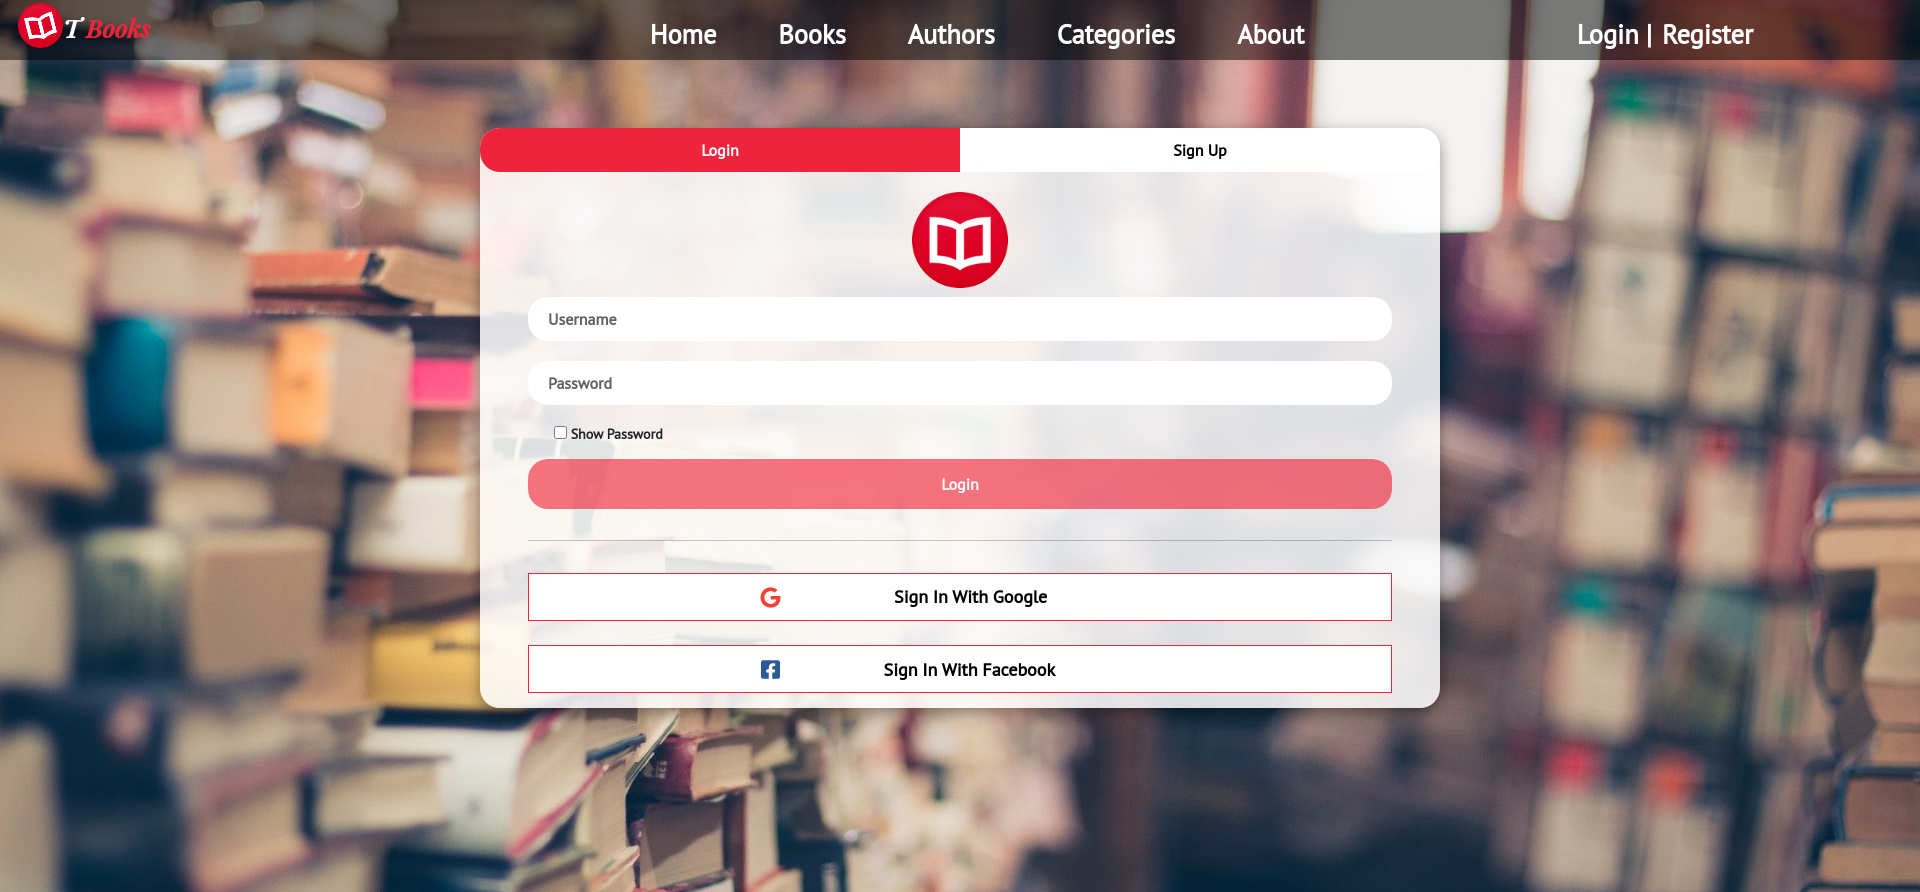 T Books
Home Books Authors Categories About Login | Register
Login Sign Up
Username
Password
Show Password
Login
Sign In With Google
Sign In With Facebook